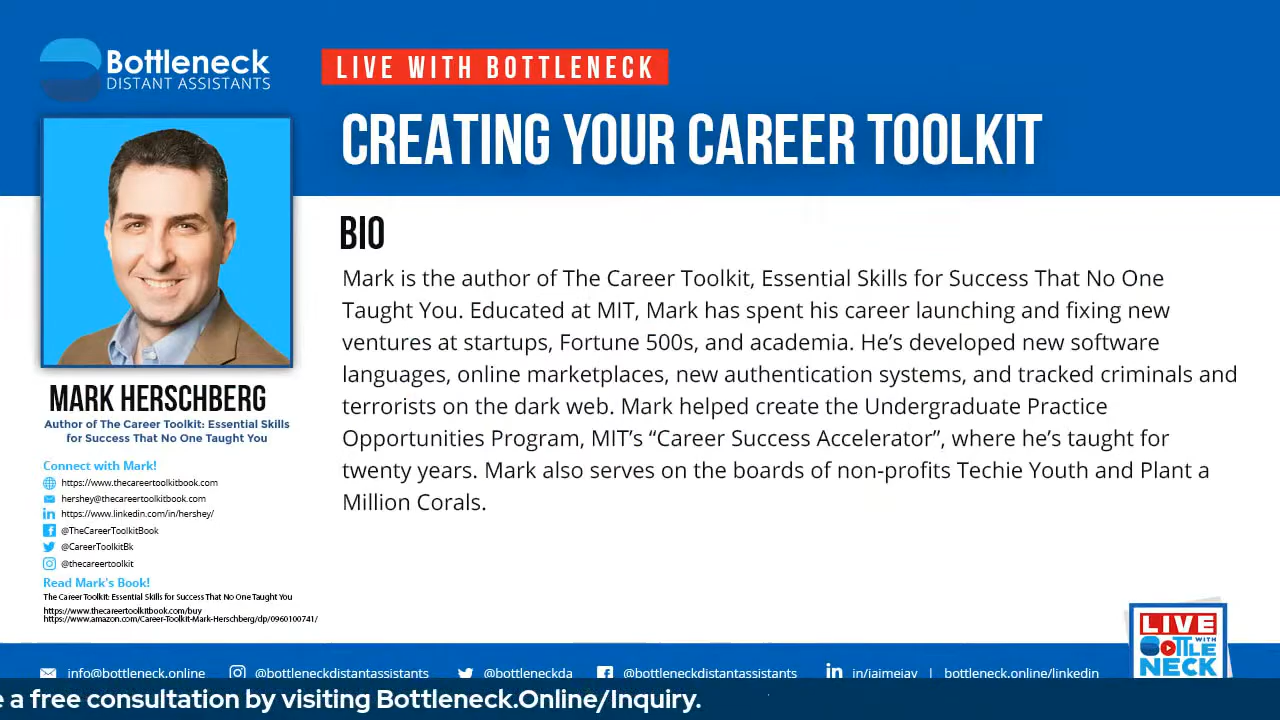 Bottleneck
DISTANT ASSISTANTS
LIVE WITH BOTTLENECK
CREATING YOUR CAREER TOOLKIT
BIO
Mark is the author of The Career Toolkit, Essential Skills for Success That No One
Taught You. Educated at MIT, Mark has spent his career launching and fixing new
ventures at startups, Fortune 500s, and academia. He’s developed new software
languages, online marketplaces, new authentication systems, and tracked criminals and
terrorists on the dark web. Mark helped create the Undergraduate Practice
Opportunities Program, MIT’s “Career Success Accelerator”, where he’s taught for
twenty years. Mark also serves on the boards of non-profits Techie Youth and Plant a
Million Corals.
MARK HERSCHBERG
Author of The Career Toolkit: Essential Skills
for Success That No One Taught You
Connect with Mark!
https://www.thecareertoolkitbook.com
hershey@thecareertoolkitbook.com
https://www.linkedin.com/in/hershey/
@TheCareerToolkitBook
@CareerToolkitBk
@thecareertoolkit
Read Mark's Book!
The Career Toolkit: Essential Skills for Success That No One Taught You
https://www.thecareertoolkitbook.com/buy
https://www.amazon.com/Career-Toolkit-Mark-Herschberg/dp/0960100741/
LIVE
WITH
BOTTLE
NECK
info@bottleneck.online @bottleneckdistantassistants @bottleneckda @bottleneckdistantassistants in/jaimejay | bottleneck.online/linkedin
e a free consultation by visiting Bottleneck.Online/Inquiry.